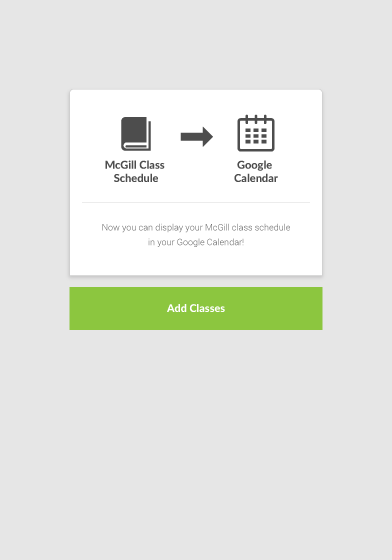 McGill Class
Schedule
Google
Calendar
Now you can display your McGill class schedule
in your Google Calendar!
Add Classes